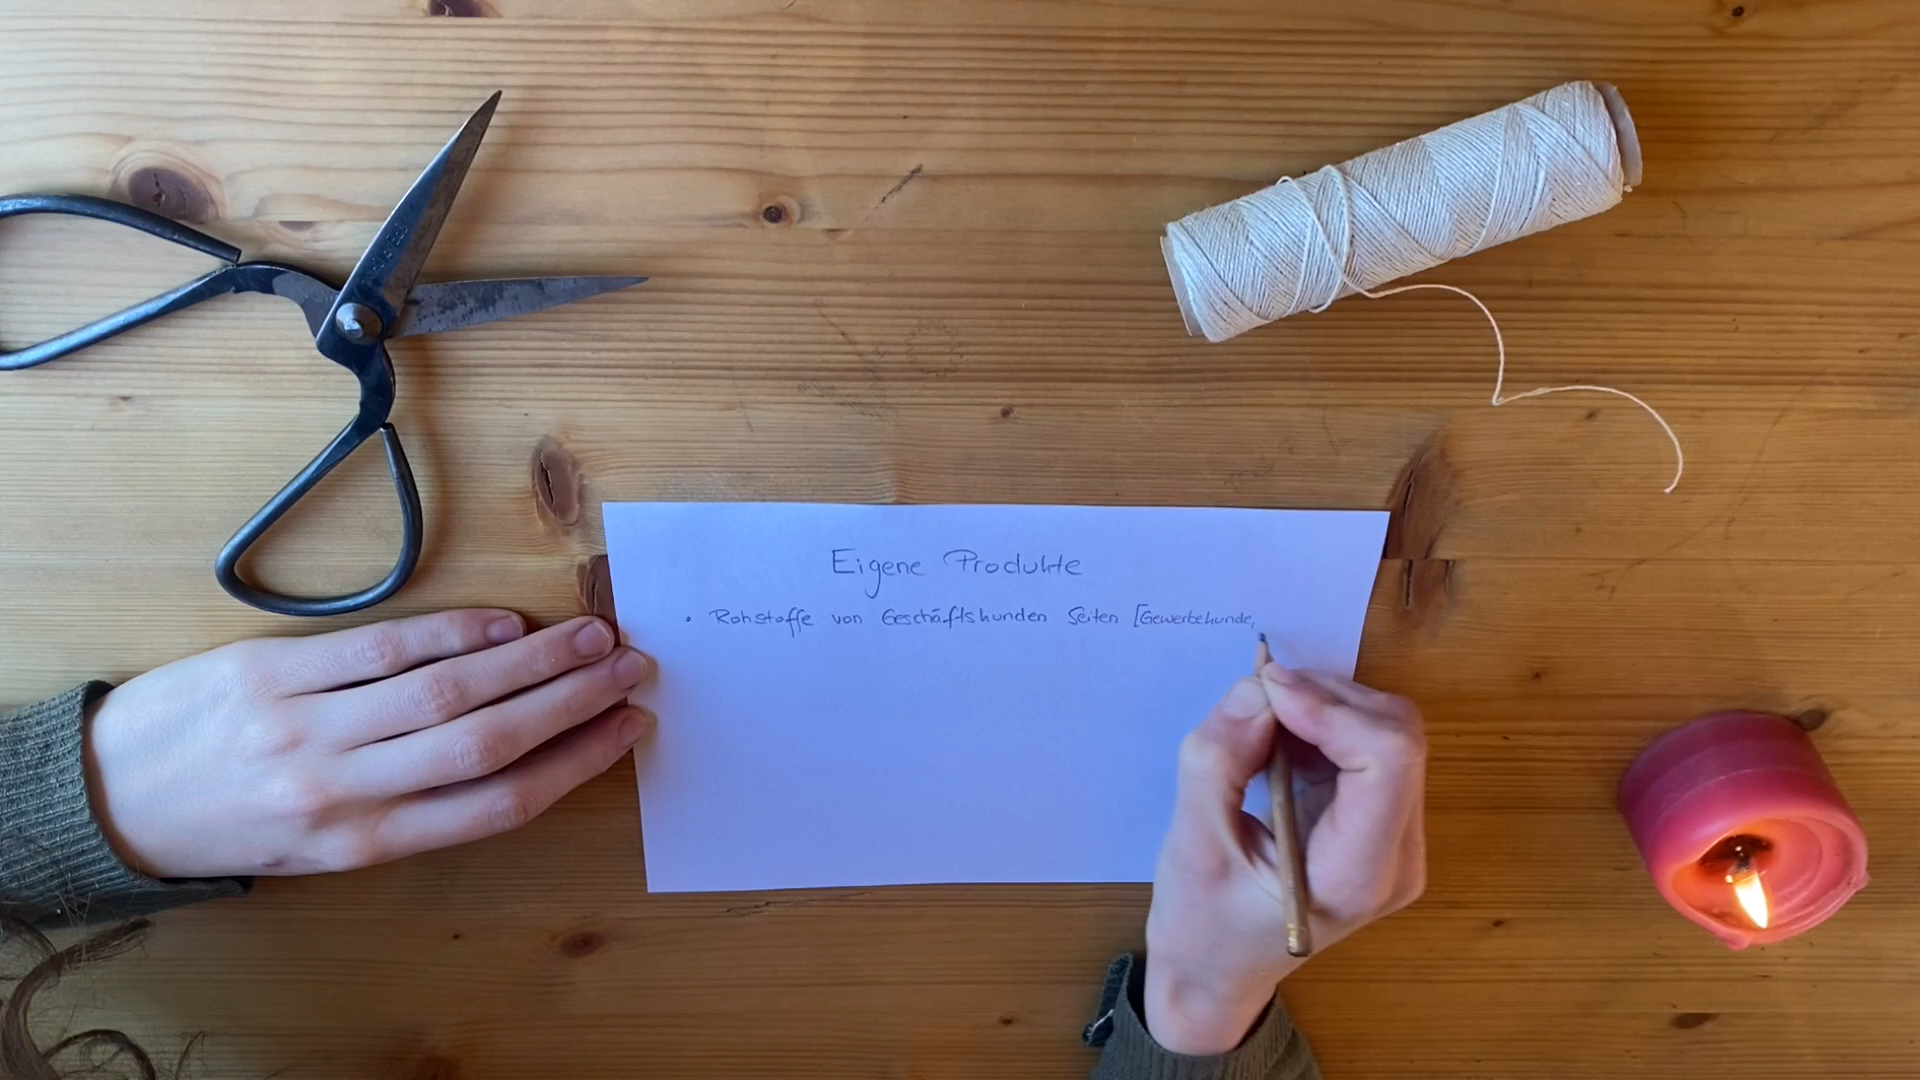 Eigene Produkte
• Rohstoffe von Geschäftskunden Seiten [Gewerbekunde,